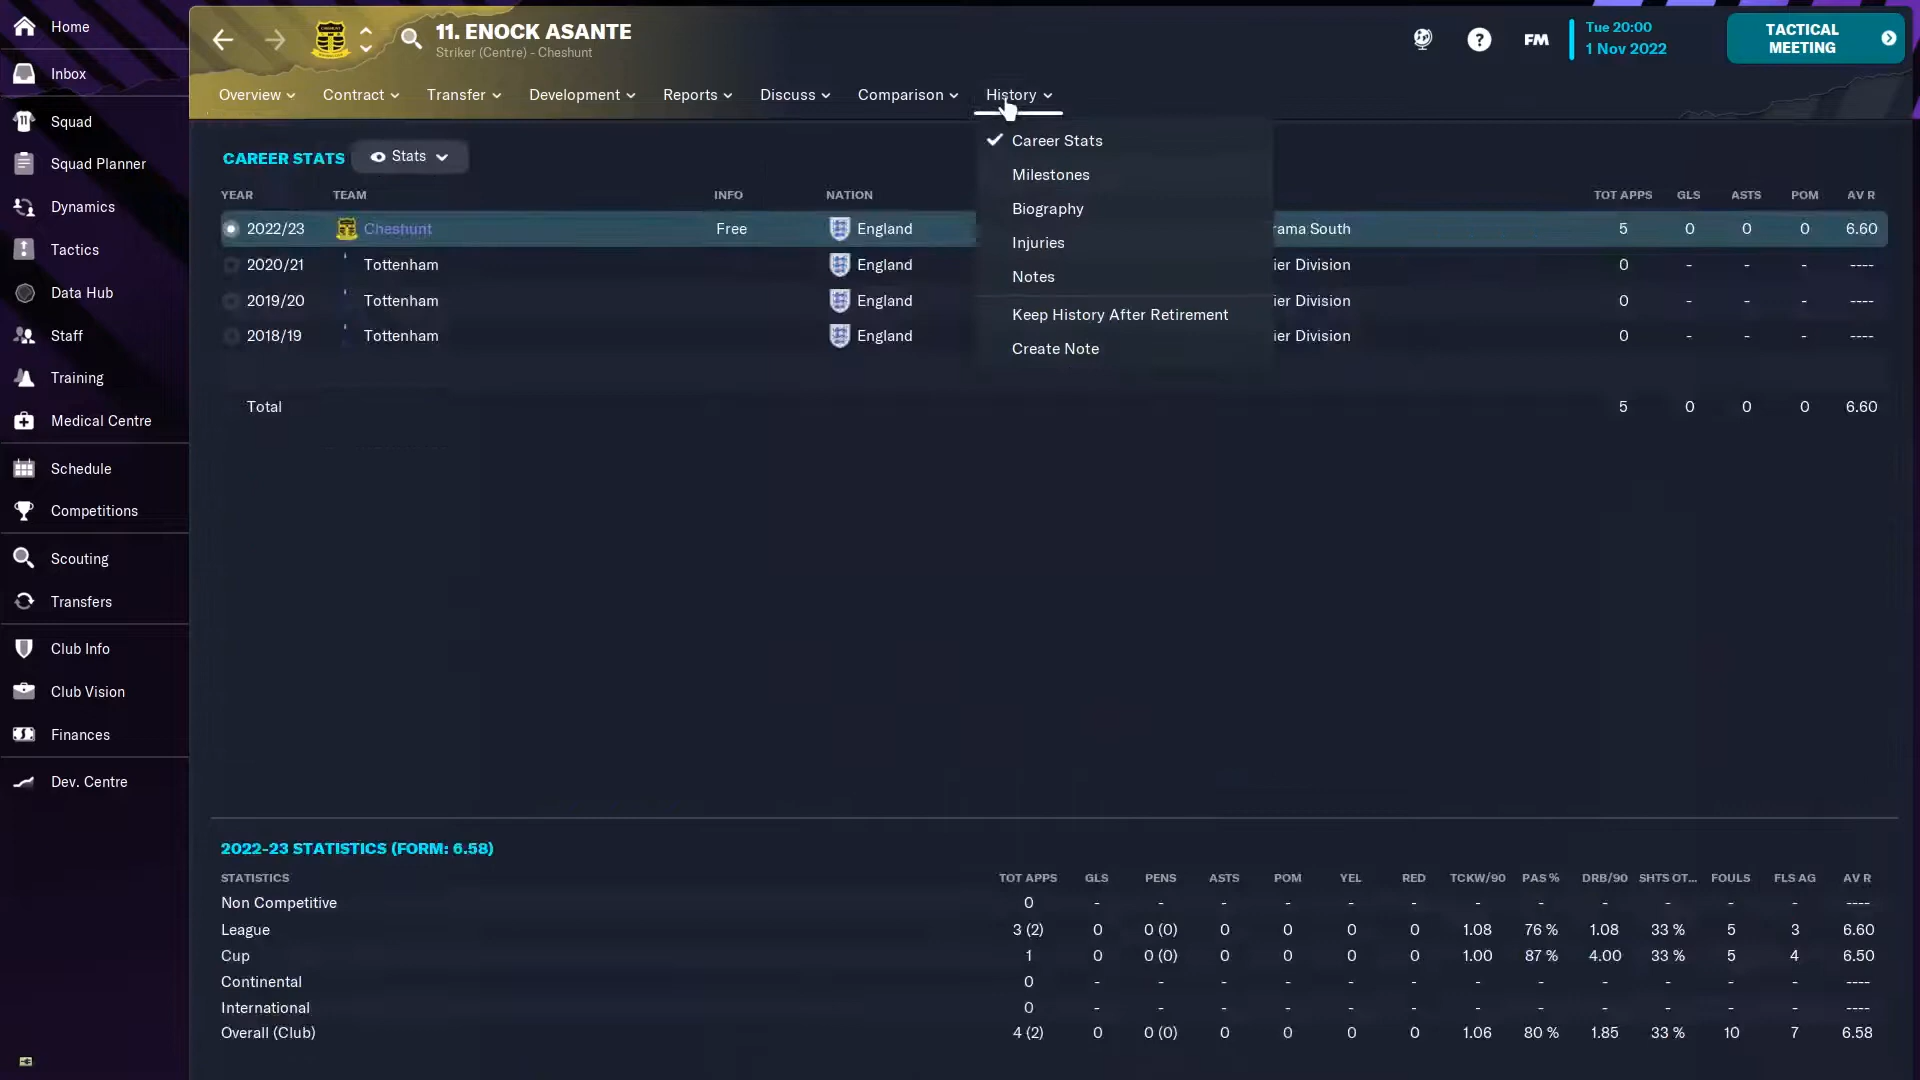 Home
Inbox
Squad
Squad Planner
Dynamics
Tactics
Data Hub
Staff
Training
Medical Centre
Schedule
Competitions
Scouting
Transfers
Club Info
Club Vision
Finances
Dev. Centre
11. ENOCK ASANTE
Striker (Centre) - Cheshunt
FM
Tue 20:00
1 Nov 2022
TACTICAL MEETING
Overview Contract Transfer Development Reports Discuss Comparison History
Career Stats
Milestones
Biography
Injuries
Notes
Keep History After Retirement
Create Note
CAREER STATS Stats
YEAR TEAM INFO NATION TOT APPS GLS ASTS POM AV R
2022/23 Cheshunt Free England rama South 5 0 0 0 6.60
2020/21 Tottenham England ier Division 0 - - - ----
2019/20 Tottenham England ier Division 0 - - - ----
2018/19 Tottenham England ier Division 0 - - - ----
Total 5 0 0 0 6.60
2022-23 STATISTICS (FORM: 6.58)
STATISTICS TOT APPS GLS PENS ASTS POM YEL RED TCKW/90 PAS % DRB/90 SHTS OT... FOULS FLS AG AV R
Non Competitive 0 - - - - - - - - - - - - ----
League 3 (2) 0 0 (0) 0 0 0 0 1.08 76 % 1.08 33 % 5 3 6.60
Cup 1 0 0 (0) 0 0 0 0 1.00 87 % 4.00 33 % 5 4 6.50
Continental 0 - - - - - - - - - - - - ----
International 0 - - - - - - - - - - - - ----
Overall (Club) 4 (2) 0 0 (0) 0 0 0 0 1.06 80 % 1.85 33 % 10 7 6.58